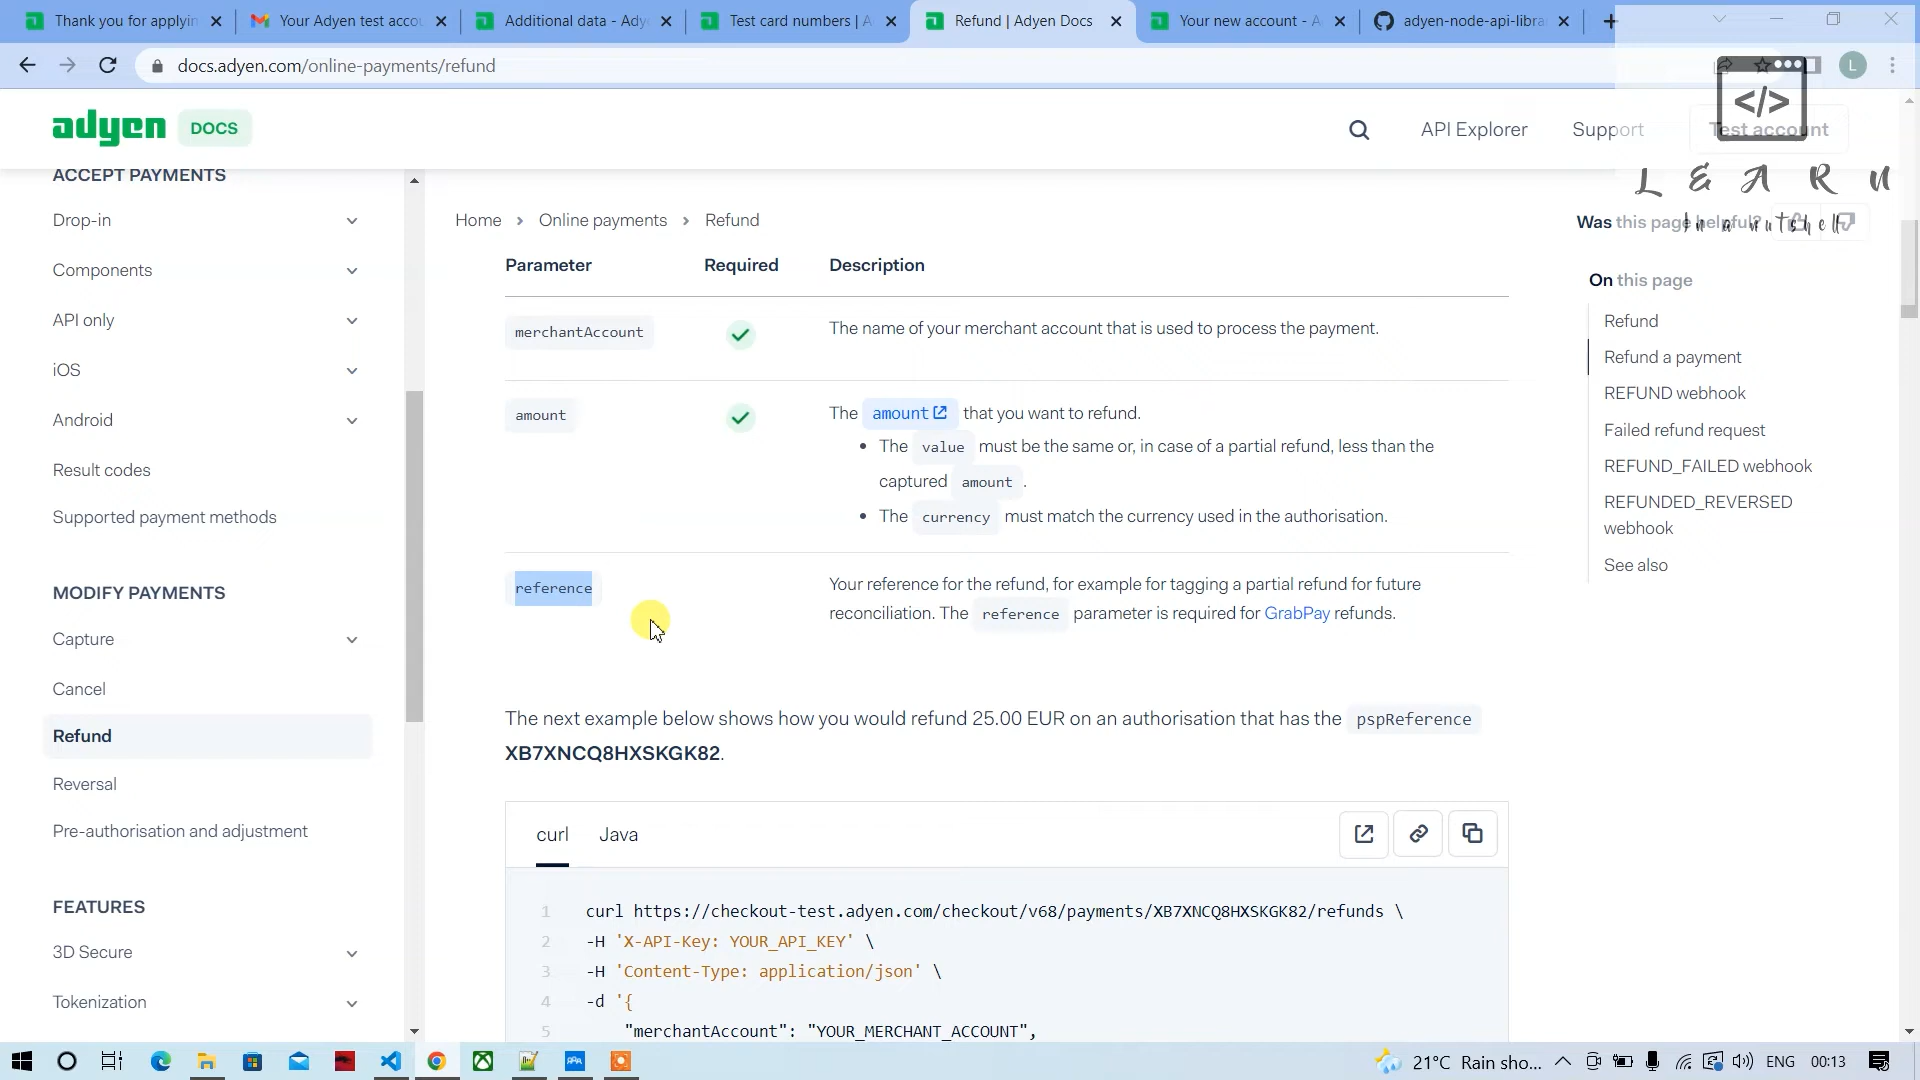 Thank you for applyin
Your Adyen test accou
Additional data - Ady
Test card numbers | A
Refund | Adyen Docs
Your new account - A
adyen-node-api-libra
docs.adyen.com/online-payments/refund
L
</>
adyen DOCS
API Explorer
Support
Test account
LEARN
In a nutshell
ACCEPT PAYMENTS
Drop-in
Components
API only
iOS
Android
Result codes
Supported payment methods
MODIFY PAYMENTS
Capture
Cancel
Refund
Reversal
Pre-authorisation and adjustment
FEATURES
3D Secure
Tokenization
Home > Online payments > Refund
Parameter Required Description
merchantAccount The name of your merchant account that is used to process the payment.
amount The amount that you want to refund.
• The value must be the same or, in case of a partial refund, less than the
captured amount .
• The currency must match the currency used in the authorisation.
reference Your reference for the refund, for example for tagging a partial refund for future
reconciliation. The reference parameter is required for GrabPay refunds.
The next example below shows how you would refund 25.00 EUR on an authorisation that has the pspReference
XB7XNCQ8HXSKGK82.
curl Java
1 curl https://checkout-test.adyen.com/checkout/v68/payments/XB7XNCQ8HXSKGK82/refunds \
2 -H 'X-API-Key: YOUR_API_KEY' \
3 -H 'Content-Type: application/json' \
4 -d '{
5 "merchantAccount": "YOUR_MERCHANT_ACCOUNT",
Was this page helpful?
On this page
Refund
Refund a payment
REFUND webhook
Failed refund request
REFUND_FAILED webhook
REFUNDED_REVERSED
webhook
See also
21°C Rain sho...
ENG
00:13